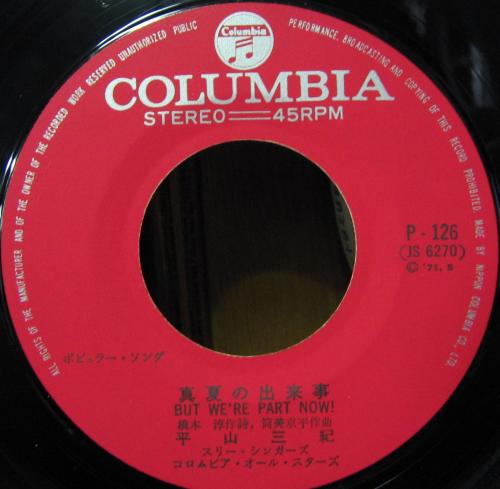 Columbia
COLUMBIA
STEREO 45RPM
ALL RIGHTS OF THE MANUFACTURER AND OF THE OWNER OF THE RECORDED WORK RESERVED UNAUTHORIZED PUBLIC PERFORMANCE, BROADCASTING AND COPYING OF THIS RECORD PROHIBITED. MADE BY NIPPON COLUMBIA CO., LTD.
P-126
(JS 6270)
Ⓒ '71. 5
ポピュラー・ソング
真夏の出来事
BUT WE'RE PART NOW!
橋本 淳作詩, 筒美京平作曲
平山三紀
スリー・シンガーズ
コロムビア・オール・スターズ